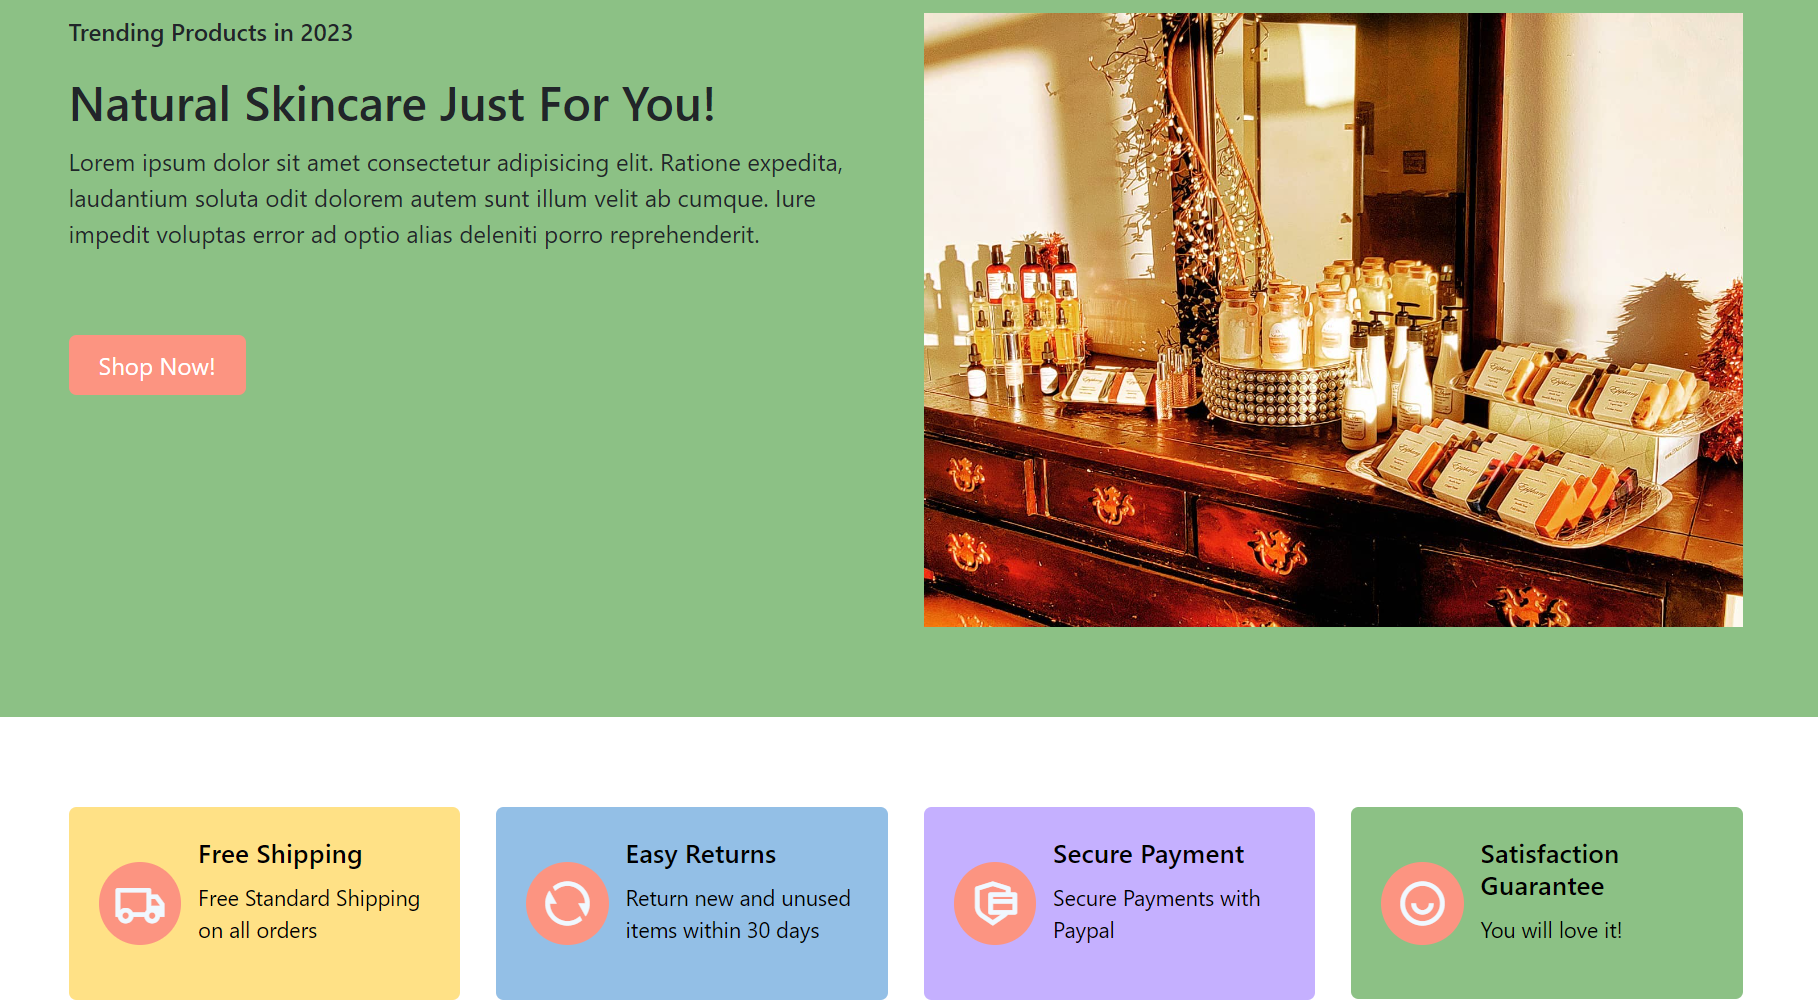 Trending Products in 2023
Natural Skincare Just For You!
Lorem ipsum dolor sit amet consectetur adipisicing elit. Ratione expedita,
laudantium soluta odit dolorem autem sunt illum velit ab cumque. Iure
impedit voluptas error ad optio alias deleniti porro reprehenderit.
Shop Now!
Free Shipping
Free Standard Shipping
on all orders
Easy Returns
Return new and unused
items within 30 days
Secure Payment
Secure Payments with
Paypal
Satisfaction
Guarantee
You will love it!